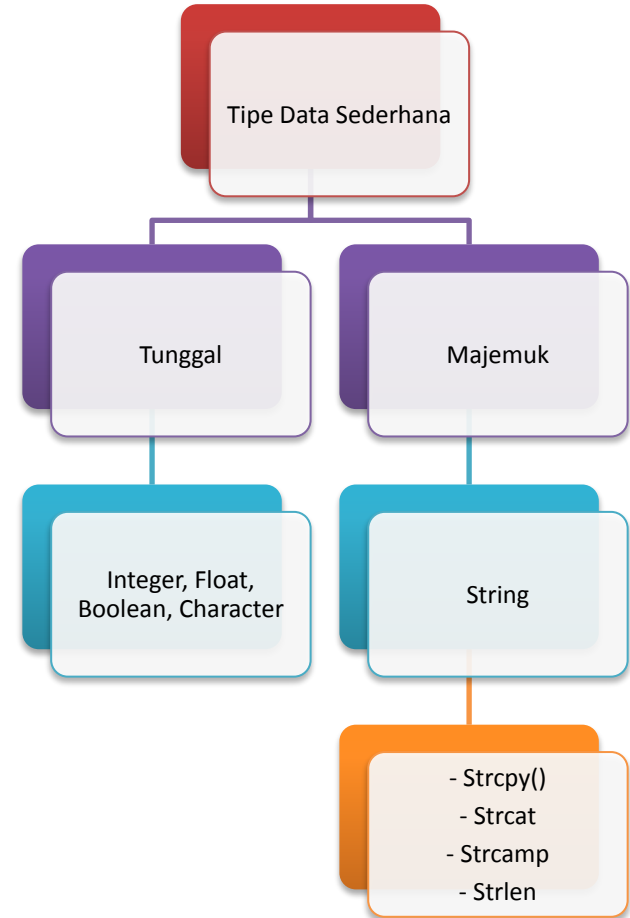 Tipe Data Sederhana
Tunggal
Majemuk
Integer, Float,
Boolean, Character
String
- Strcpy()
- Strcat
- Strcamp
- Strlen